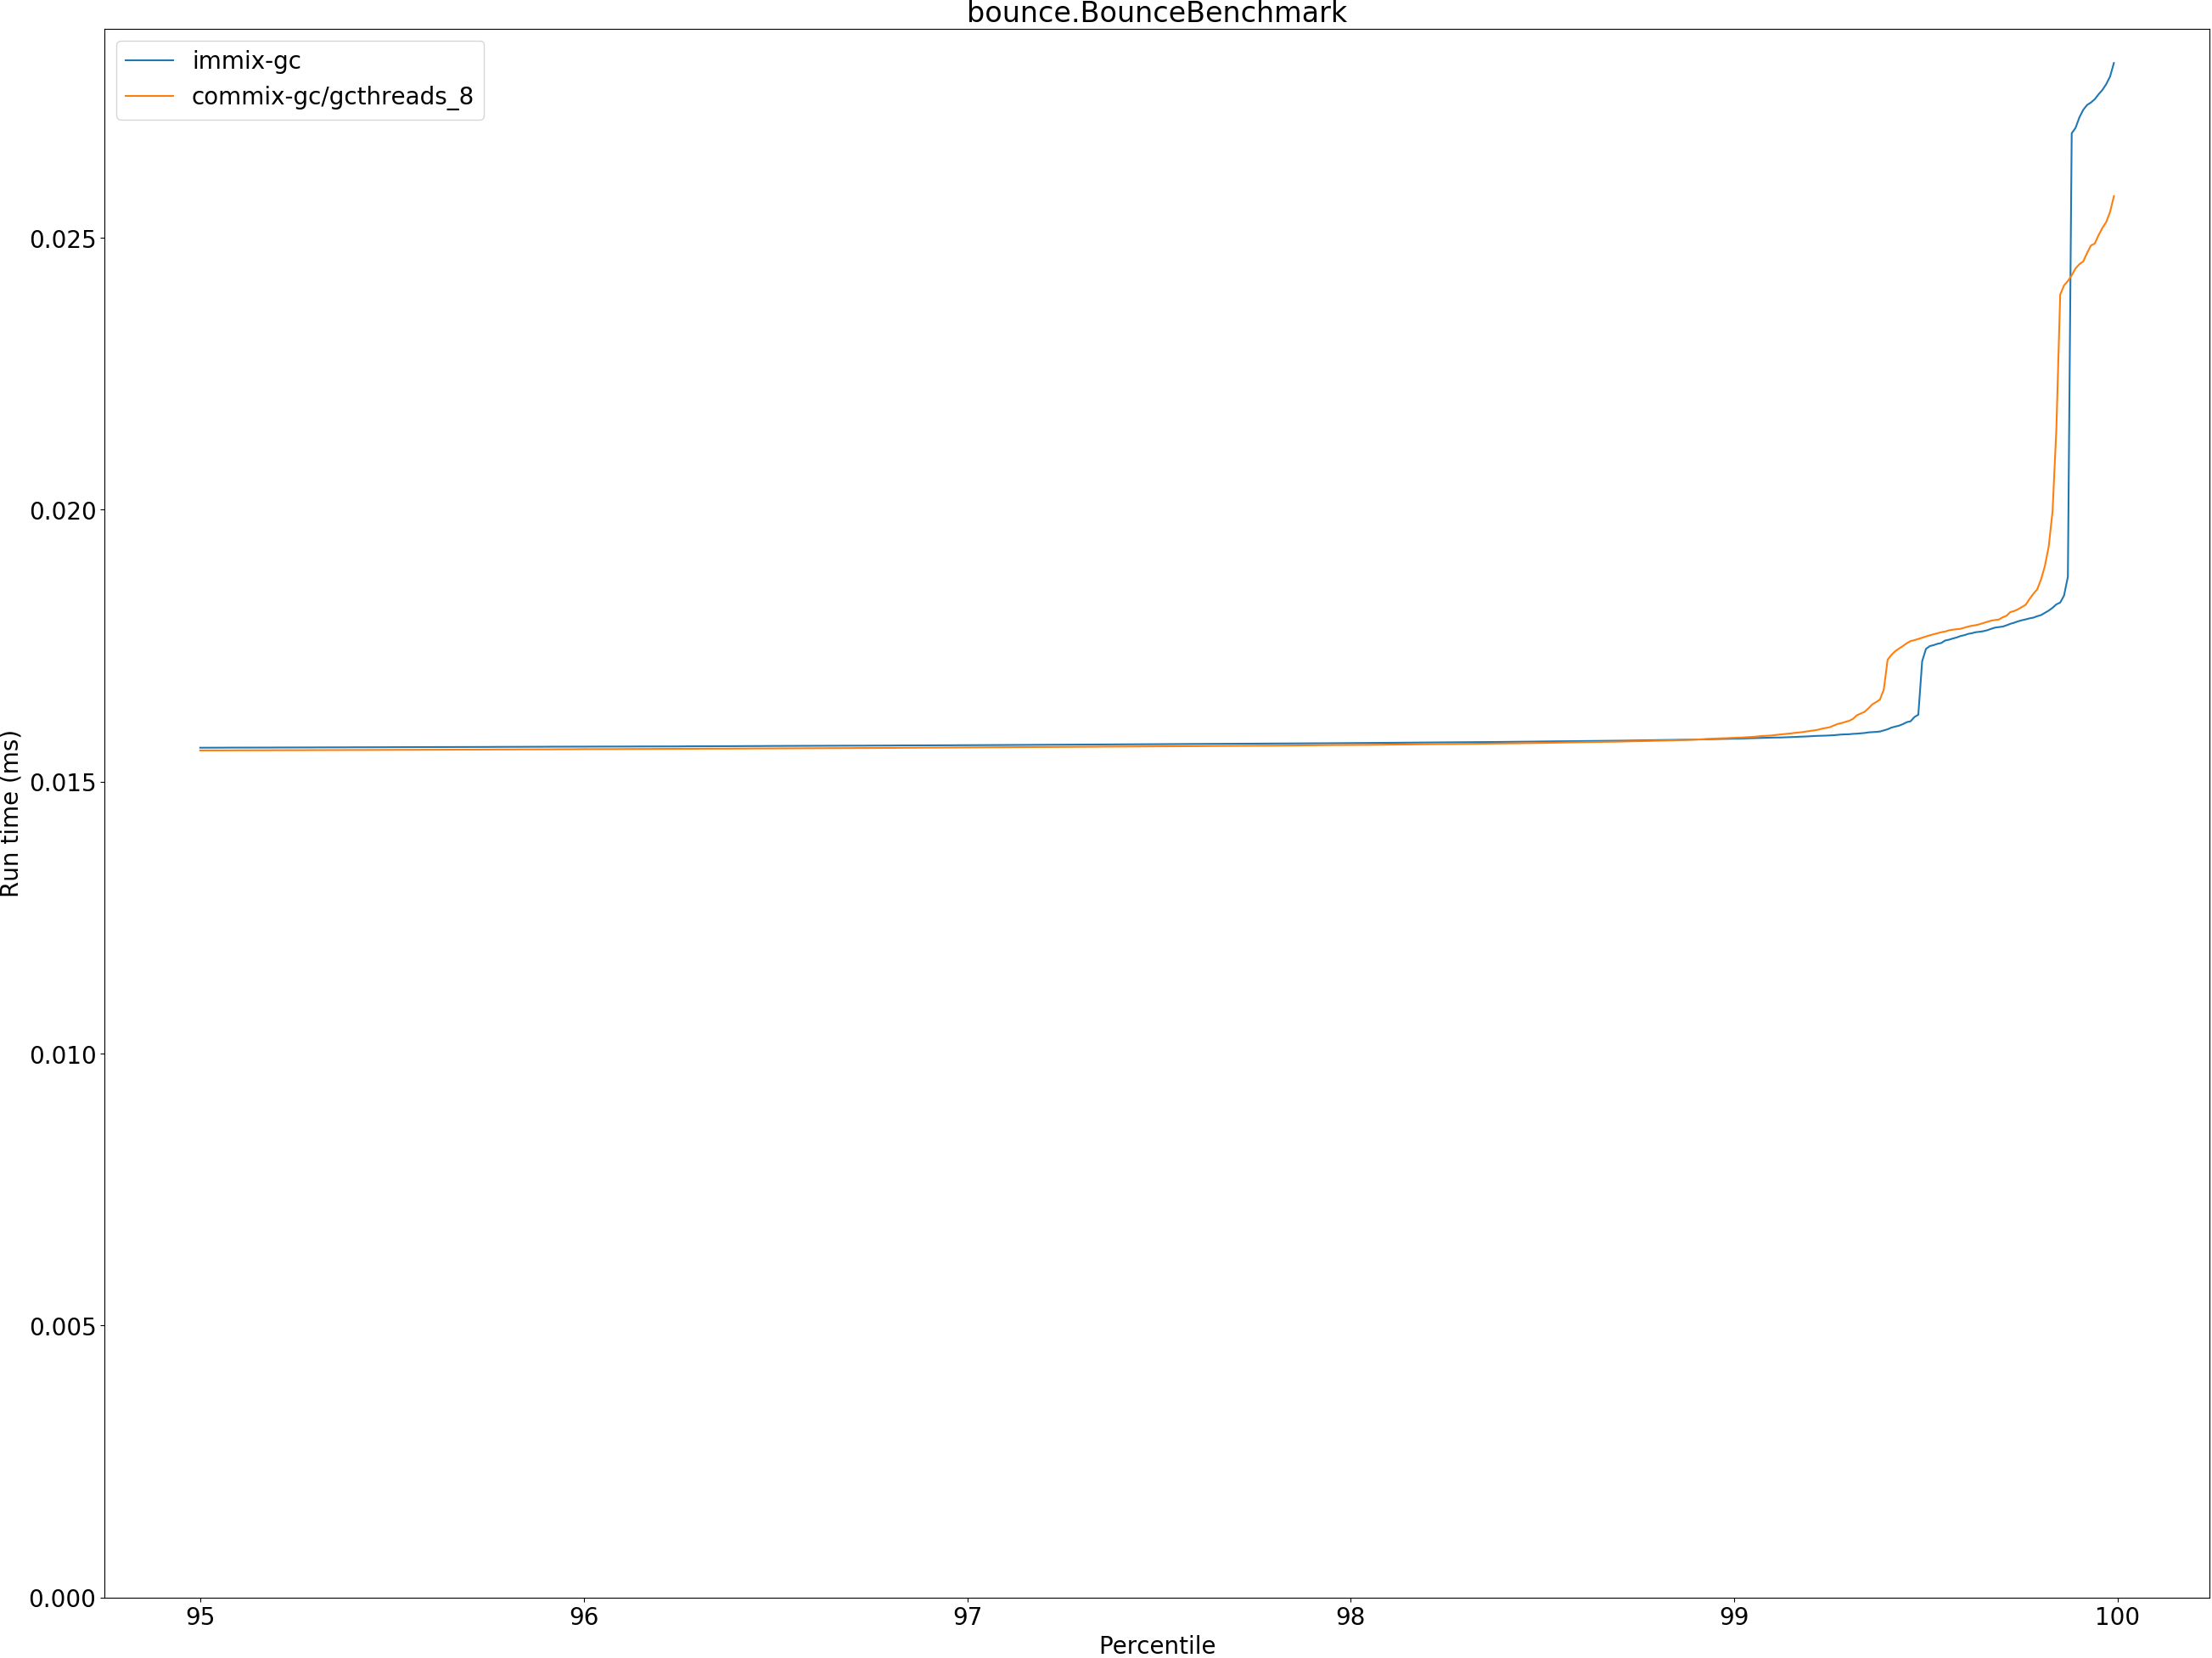 bounce.BounceBenchmark
immix-gc
commix-gc/gcthreads_8
0.025
0.020
0.015
0.010
0.005
0.000
Run time (ms)
95 96 97 98 99 100
Percentile